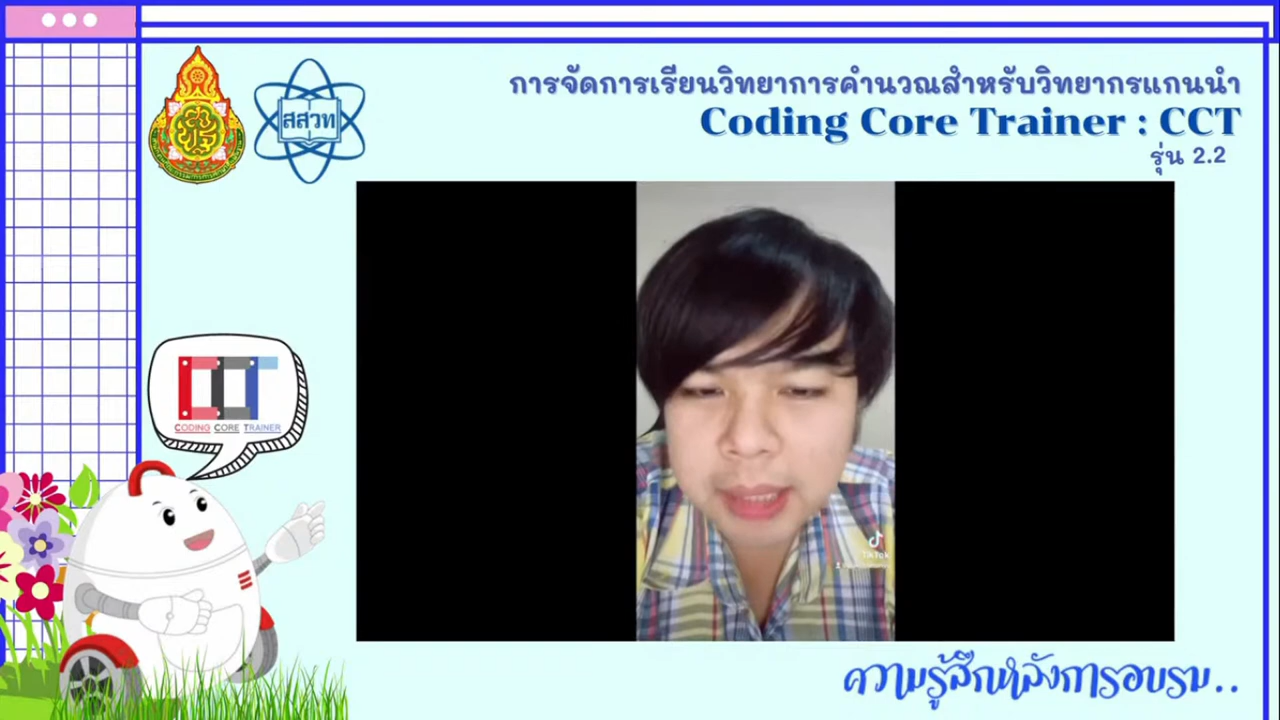 การจัดการเรียนวิทยาการคำนวณสำหรับวิทยากรแกนนำ
Coding Core Trainer : CCT
รุ่น 2.2
สสวท
CODING CORE TRAINER
TikTok
ความรู้สึกหลังการอบรม..